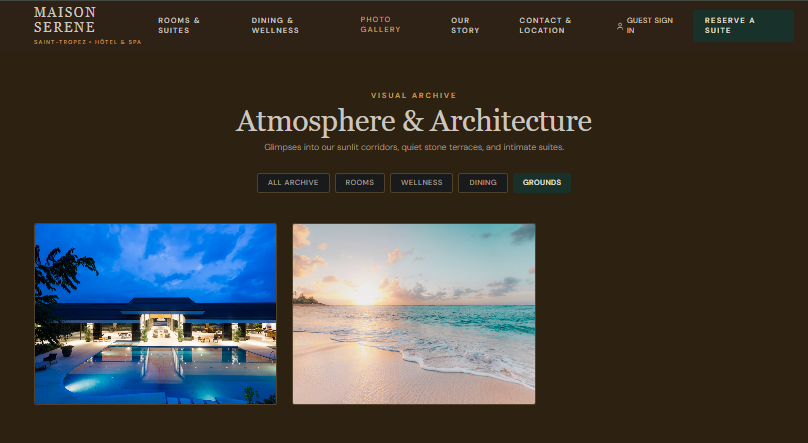 MAISON
SERENE
SAINT-TROPEZ • HÔTEL & SPA
ROOMS &
SUITES
DINING &
WELLNESS
PHOTO
GALLERY
OUR
STORY
CONTACT &
LOCATION
GUEST SIGN
IN
RESERVE A
SUITE
VISUAL ARCHIVE
Atmosphere & Architecture
Glimpses into our sunlit corridors, quiet stone terraces, and intimate suites.
ALL ARCHIVE
ROOMS
WELLNESS
DINING
GROUNDS